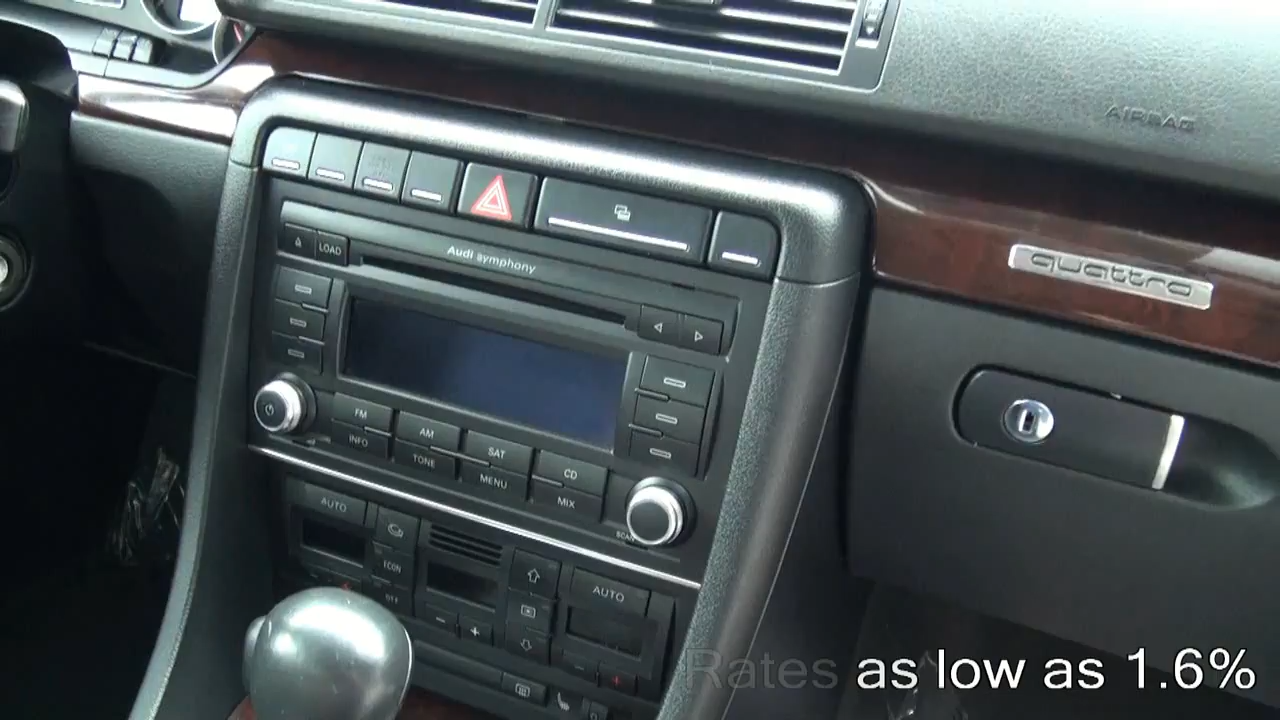 AIRBAG
quattro
Audi symphony
LOAD
FM AM SAT CD
INFO TONE MENU MIX
SCAN
AUTO
ECON
OFF
AUTO
Rates as low as 1.6%